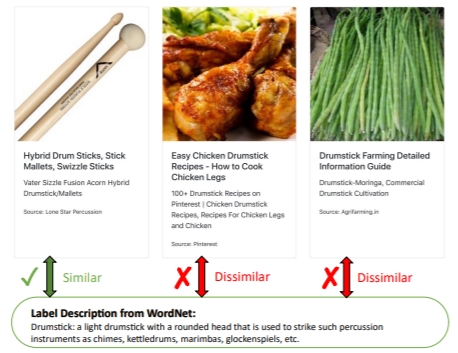 Hybrid Drum Sticks, Stick
Mallets, Swizzle Sticks
Vater Sizzle Fusion Acorn Hybrid
Drumstick/Mallets
Source: Lone Star Percussion
Easy Chicken Drumstick
Recipes - How to Cook
Chicken Legs
100+ Drumstick Recipes on
Pinterest | Chicken Drumstick
Recipes, Recipes For Chicken Legs
and Chicken
Source: Pinterest
Drumstick Farming Detailed
Information Guide
Drumstick-Moringa, Commercial
Drumstick Cultivation
Source: Agrifarming.in
Similar
Dissimilar
Dissimilar
Label Description from WordNet:
Drumstick: a light drumstick with a rounded head that is used to strike such percussion
instruments as chimes, kettledrums, marimbas, glockenspiels, etc.